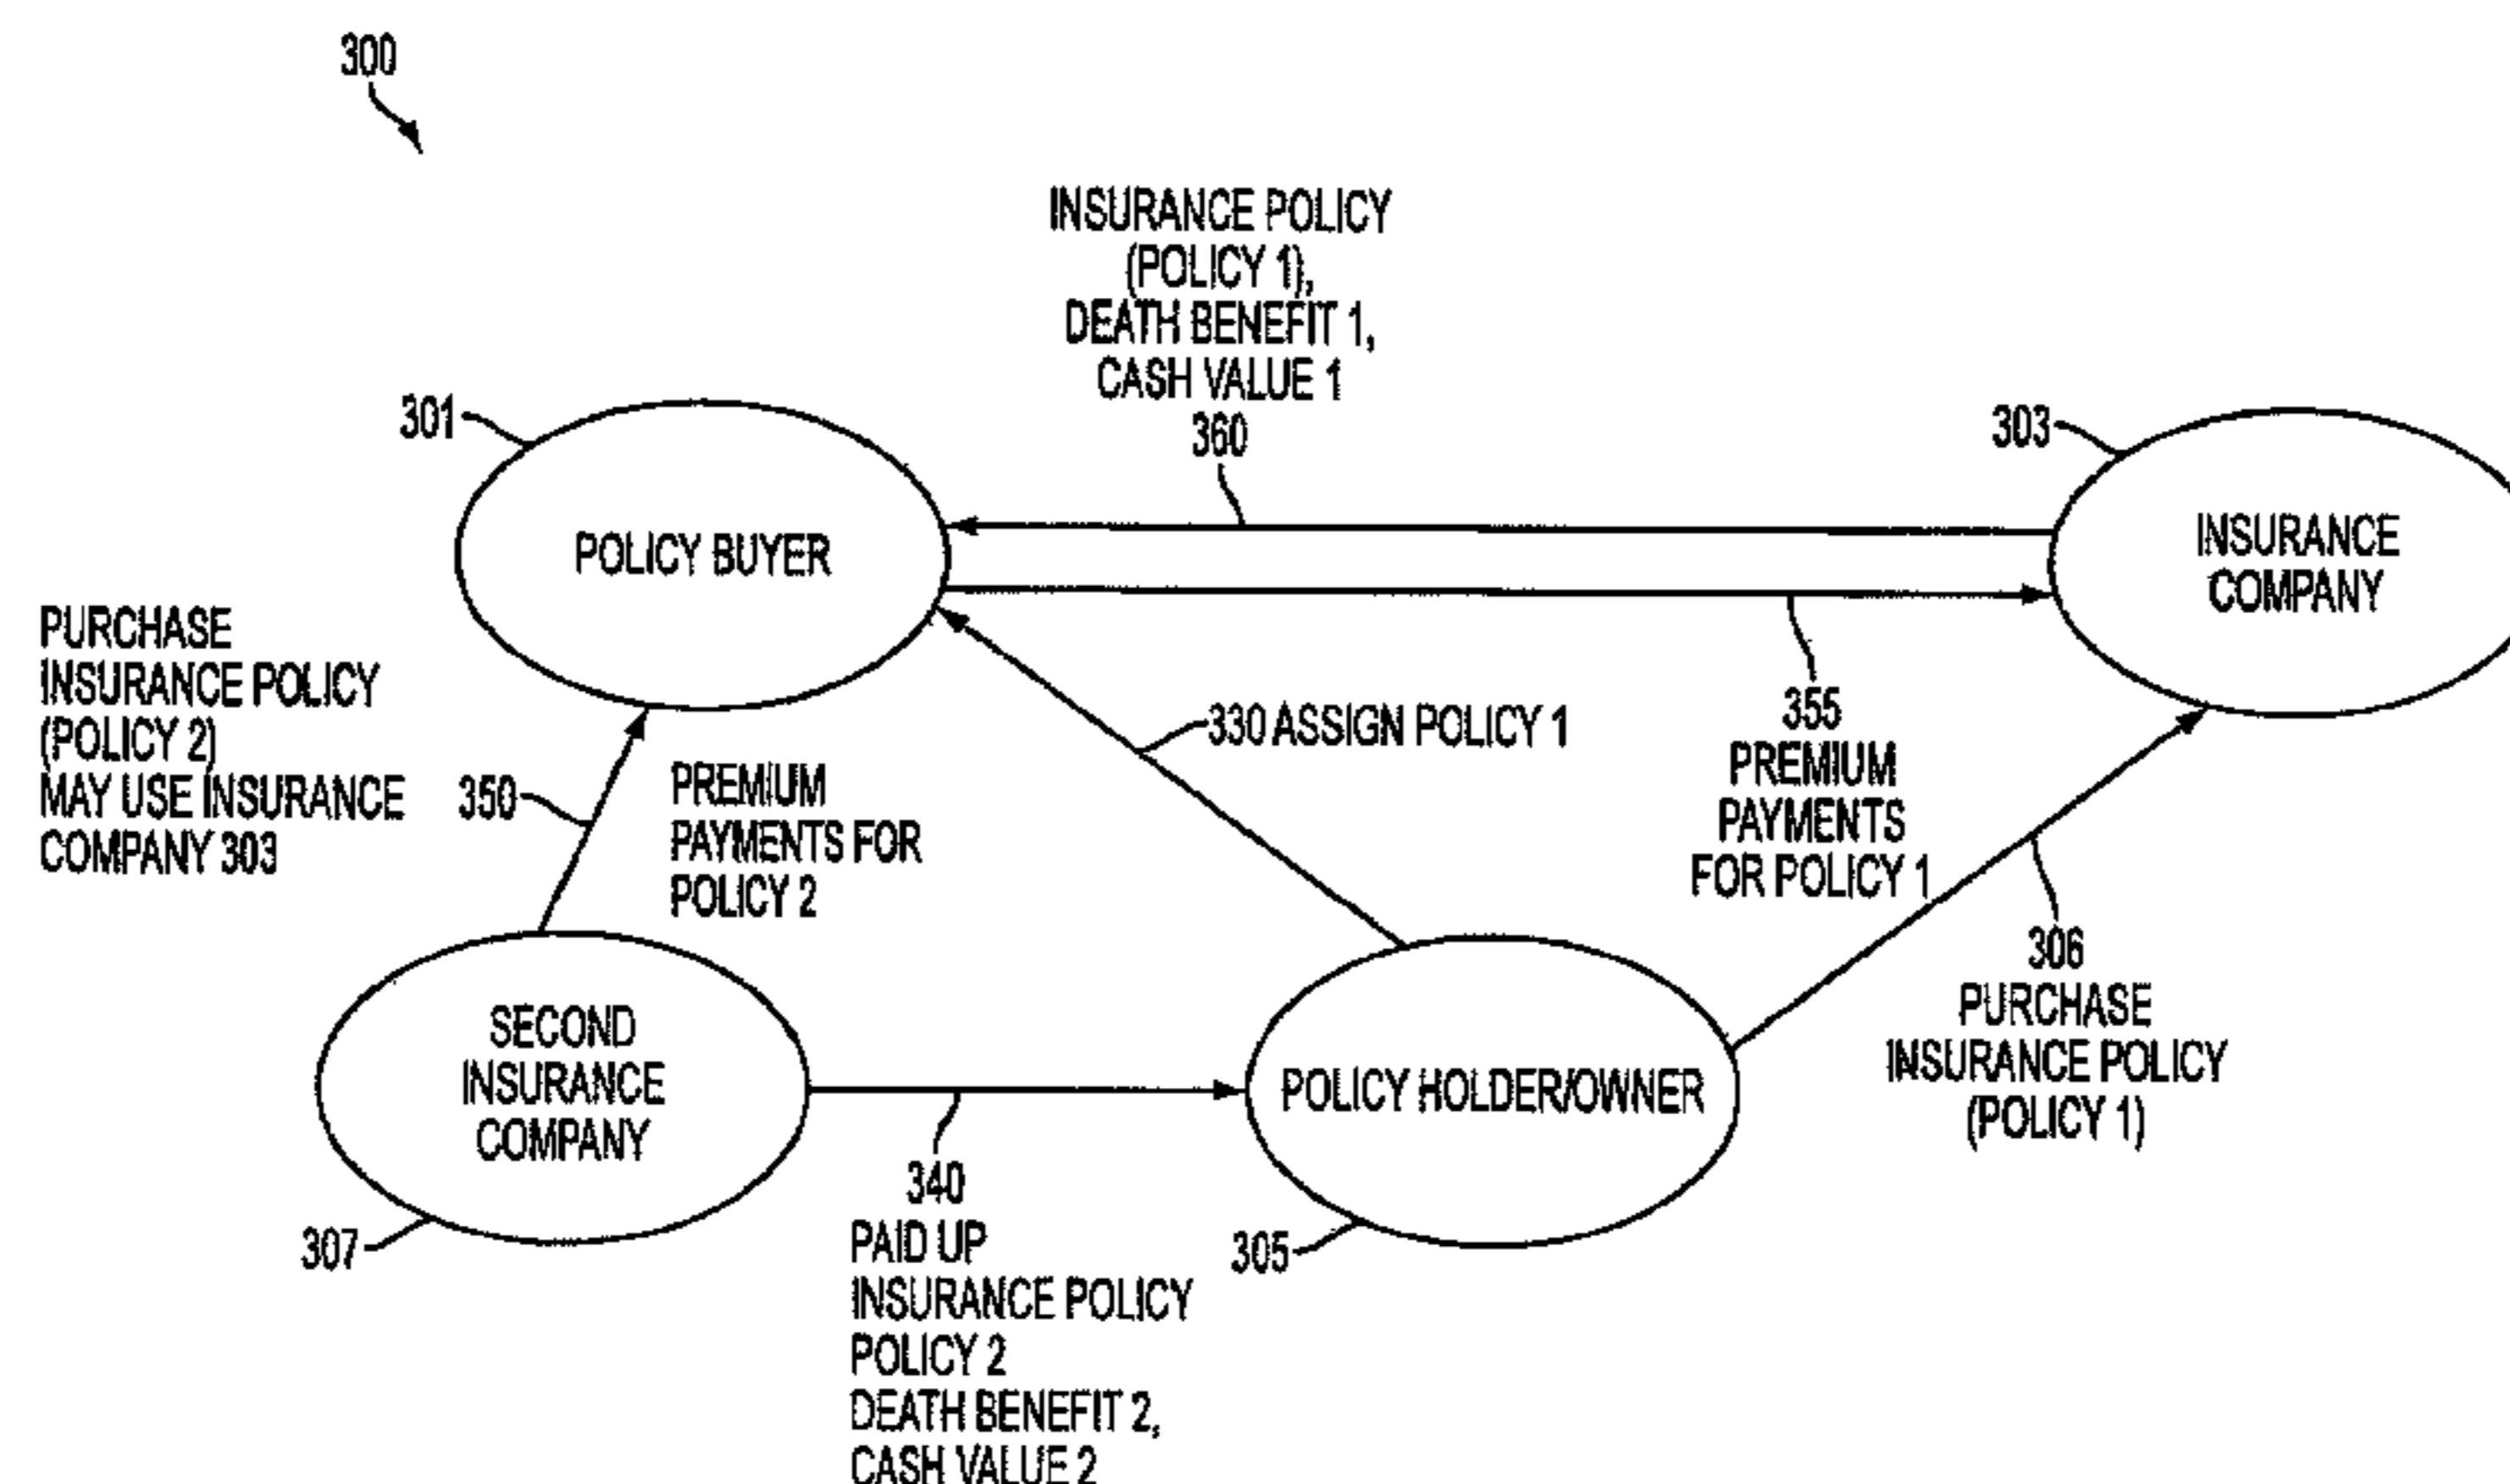 300
INSURANCE POLICY
(POLICY 1),
DEATH BENEFIT 1,
CASH VALUE 1
360
301
303
POLICY BUYER
INSURANCE
COMPANY
PURCHASE
INSURANCE POLICY
(POLICY 2)
MAY USE INSURANCE
COMPANY 303
350
PREMIUM
PAYMENTS FOR
POLICY 2
330 ASSIGN POLICY 1
355
PREMIUM
PAYMENTS
FOR POLICY 1
306
PURCHASE
INSURANCE POLICY
(POLICY 1)
SECOND
INSURANCE
COMPANY
307
POLICY HOLDER/OWNER
305
340
PAID UP
INSURANCE POLICY
POLICY 2
DEATH BENEFIT 2,
CASH VALUE 2